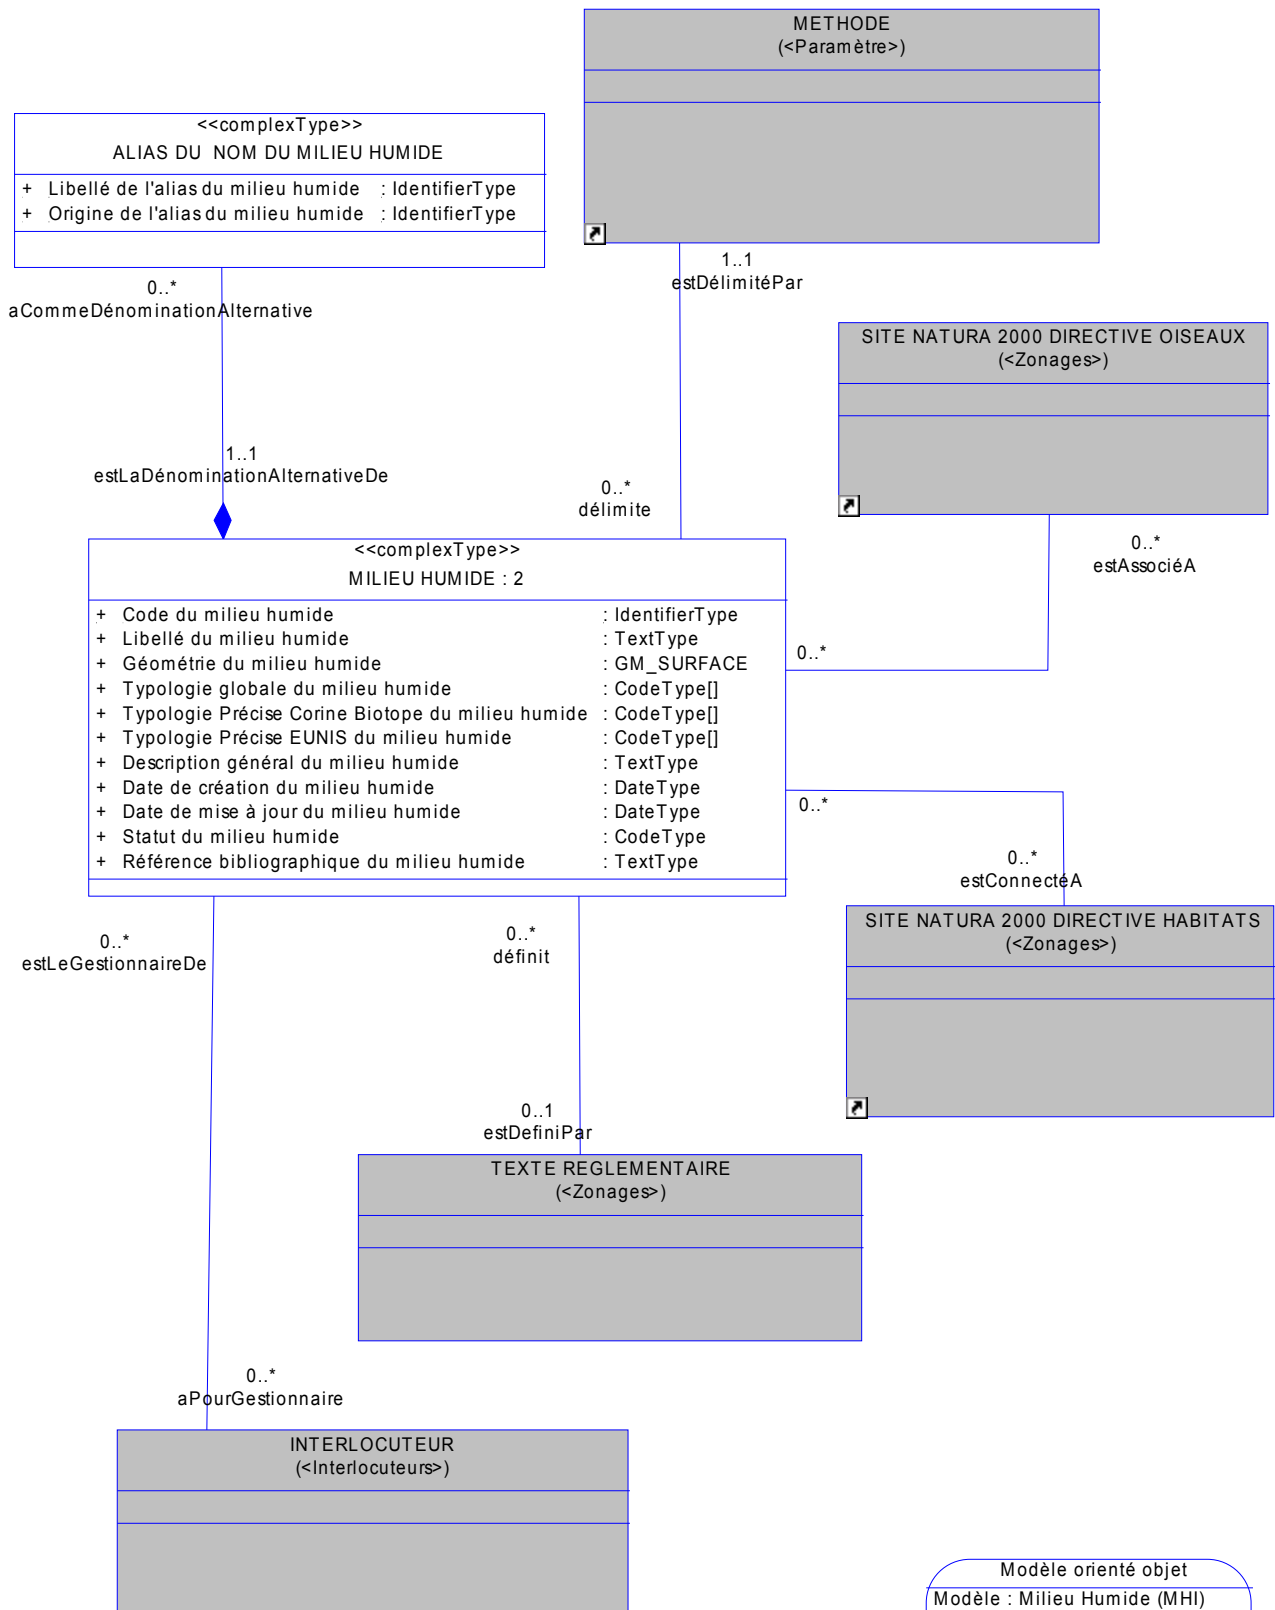 METHODE
(<Paramètre>)
<<complexType>>
ALIAS DU NOM DU MILIEU HUMIDE
+ Libellé de l'alias du milieu humide : IdentifierType
+ Origine de l'alias du milieu humide : IdentifierType
1..1
estDélimitéPar
0..*
aCommeDénominationAlternative
SITE NATURA 2000 DIRECTIVE OISEAUX
(<Zonages>)
1..1
estLaDénominationAlternativeDe
0..*
délimite
0..*
estAssociéA
<<complexType>>
MILIEU HUMIDE : 2
+ Code du milieu humide : IdentifierType
+ Libellé du milieu humide : TextType
+ Géométrie du milieu humide : GM_SURFACE
+ Typologie globale du milieu humide : CodeType[]
+ Typologie Précise Corine Biotope du milieu humide : CodeType[]
+ Typologie Précise EUNIS du milieu humide : CodeType[]
+ Description général du milieu humide : TextType
+ Date de création du milieu humide : DateType
+ Date de mise à jour du milieu humide : DateType
+ Statut du milieu humide : CodeType
+ Référence bibliographique du milieu humide : TextType
0..*
0..*
0..*
estConnectéA
SITE NATURA 2000 DIRECTIVE HABITATS
(<Zonages>)
0..*
estLeGestionnaireDe
0..*
définit
0..1
estDefiniPar
TEXTE REGLEMENTAIRE
(<Zonages>)
0..*
aPourGestionnaire
INTERLOCUTEUR
(<Interlocuteurs>)
Modèle orienté objet
Modèle : Milieu Humide (MHI)